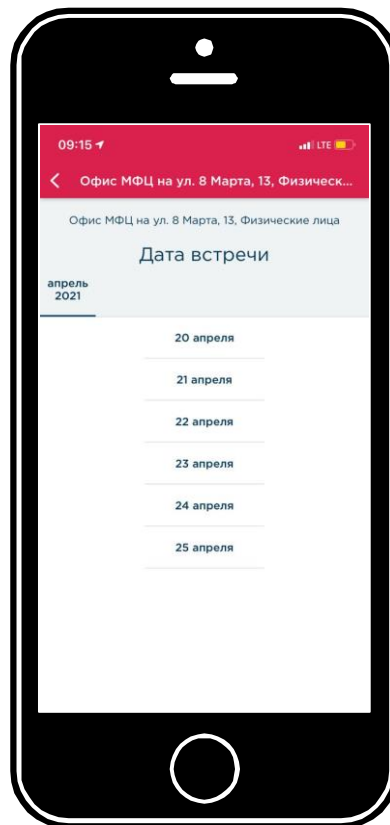 09:15
LTE
Офис МФЦ на ул. 8 Марта, 13, Физическ...
Офис МФЦ на ул. 8 Марта, 13, Физические лица
Дата встречи
апрель
2021
20 апреля
21 апреля
22 апреля
23 апреля
24 апреля
25 апреля